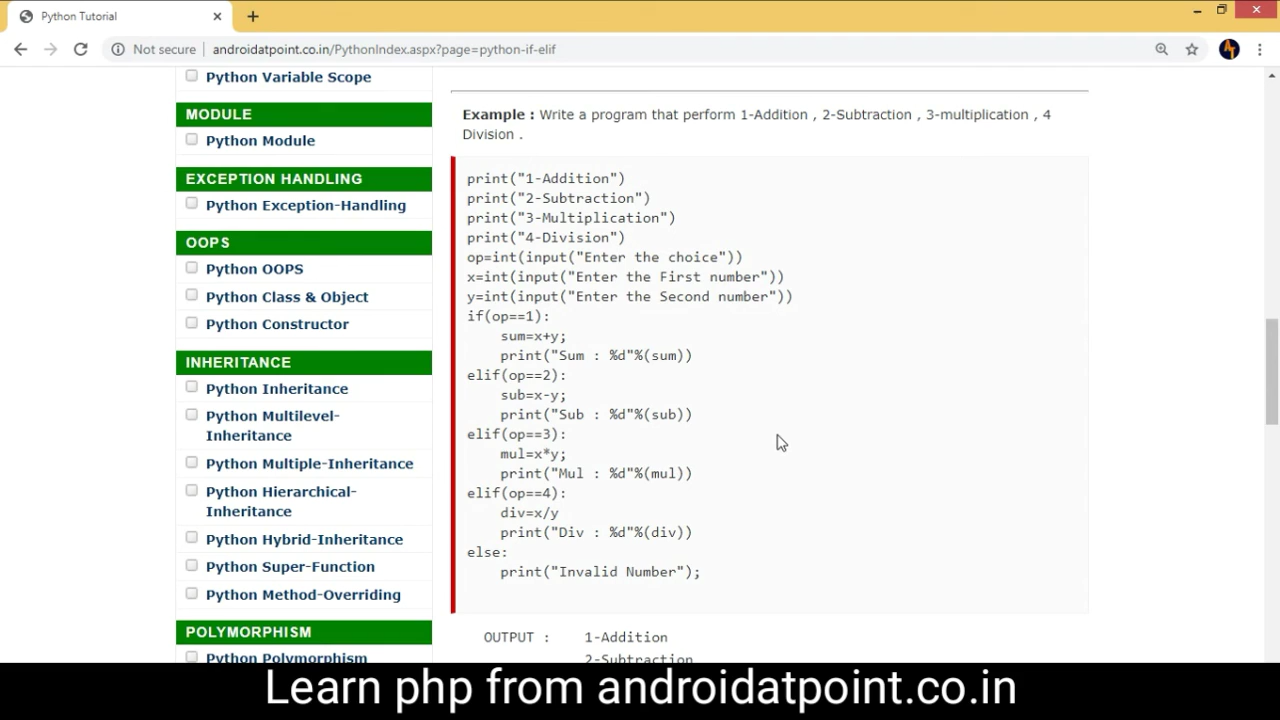 Python Tutorial
Not secure
androidatpoint.co.in/PythonIndex.aspx?page=python-if-elif
Python Variable Scope
MODULE
Python Module
EXCEPTION HANDLING
Python Exception-Handling
OOPS
Python OOPS
Python Class & Object
Python Constructor
INHERITANCE
Python Inheritance
Python Multilevel-
Inheritance
Python Multiple-Inheritance
Python Hierarchical-
Inheritance
Python Hybrid-Inheritance
Python Super-Function
Python Method-Overriding
POLYMORPHISM
Python Polymorphism
Example : Write a program that perform 1-Addition , 2-Subtraction , 3-multiplication , 4
Division .
print("1-Addition")
print("2-Subtraction")
print("3-Multiplication")
print("4-Division")
op=int(input("Enter the choice"))
x=int(input("Enter the First number"))
y=int(input("Enter the Second number"))
if(op==1):
    sum=x+y;
    print("Sum : %d"%(sum))
elif(op==2):
    sub=x-y;
    print("Sub : %d"%(sub))
elif(op==3):
    mul=x*y;
    print("Mul : %d"%(mul))
elif(op==4):
    div=x/y
    print("Div : %d"%(div))
else:
    print("Invalid Number");
OUTPUT : 1-Addition
2-Subtraction
Learn php from androidatpoint.co.in